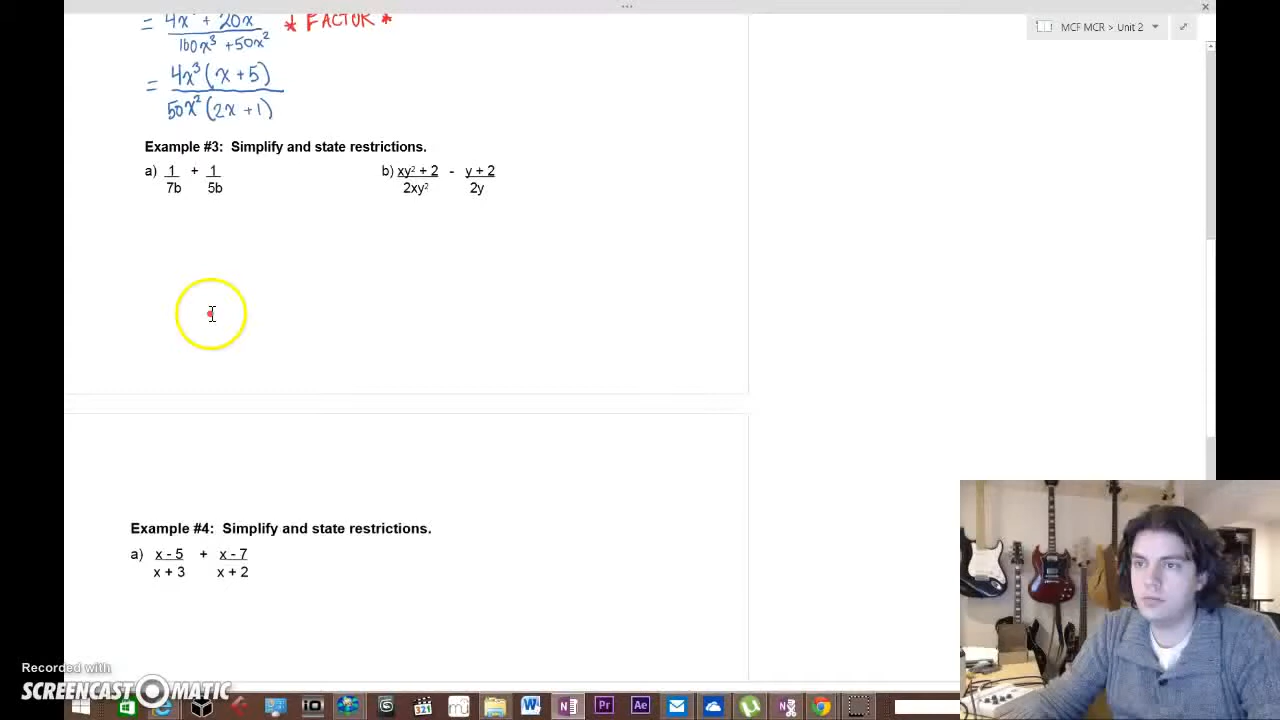 = 4x + 20x * FACTOR *
100x³ + 50x²
= 4x³(x+5)
50x²(2x+1)
MCF MCR > Unit 2
Example #3: Simplify and state restrictions.
a) 1 + 1
7b 5b
b) xy² + 2 - y + 2
2xy² 2y
Example #4: Simplify and state restrictions.
a) x - 5 + x - 7
x + 3 x + 2
Recorded with
SCREENCAST-O-MATIC